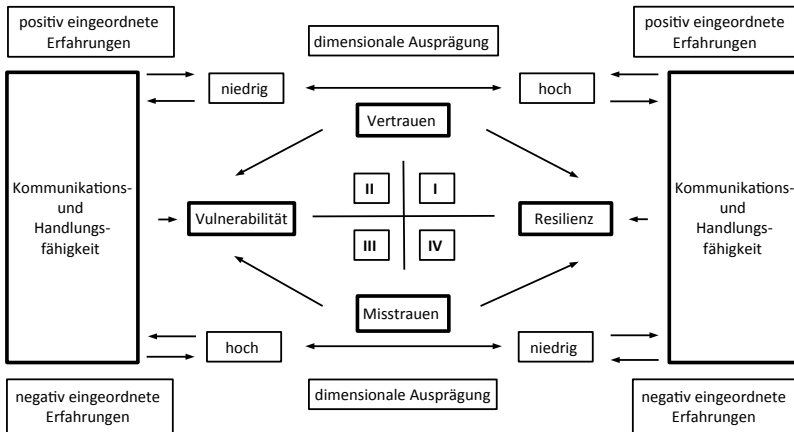 positiv eingeordnete
Erfahrungen
dimensionale Ausprägung
positiv eingeordnete
Erfahrungen
niedrig
hoch
Vertrauen
Kommunikations-
und
Handlungs-
fähigkeit
II
I
Vulnerabilität
Resilienz
III
IV
Kommunikations-
und
Handlungs-
fähigkeit
Misstrauen
hoch
niedrig
negativ eingeordnete
Erfahrungen
dimensionale Ausprägung
negativ eingeordnete
Erfahrungen